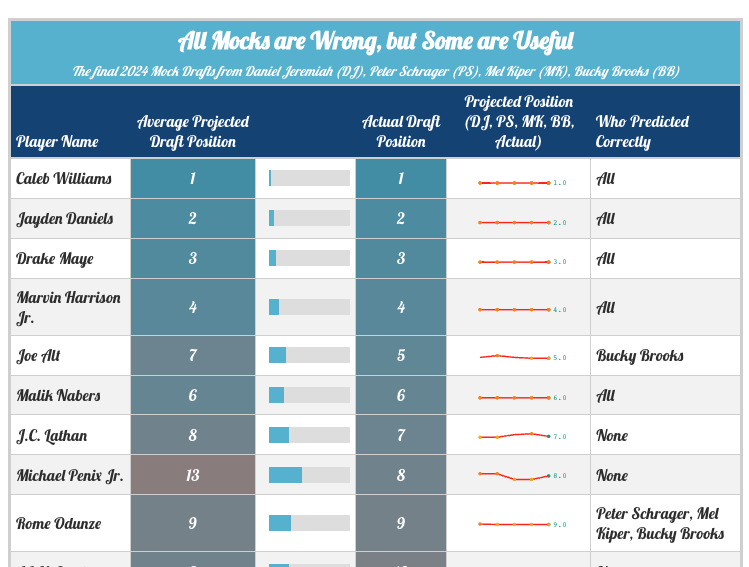 All Mocks are Wrong, but Some are Useful
The final 2024 Mock Drafts from Daniel Jeremiah (DJ), Peter Schrager (PS), Mel Kiper (MK), Bucky Brooks (BB)
Player Name
Average Projected
Draft Position
Actual Draft
Position
Projected Position
(DJ, PS, MK, BB,
Actual)
Who Predicted
Correctly
Caleb Williams 1 1 1.0 All
Jayden Daniels 2 2 2.0 All
Drake Maye 3 3 3.0 All
Marvin Harrison
Jr. 4 4 4.0 All
Joe Alt 7 5 5.0 Bucky Brooks
Malik Nabers 6 6 6.0 All
J.C. Lathan 8 7 7.0 None
Michael Penix Jr. 13 8 8.0 None
Rome Odunze 9 9 9.0 Peter Schrager, Mel
Kiper, Bucky Brooks